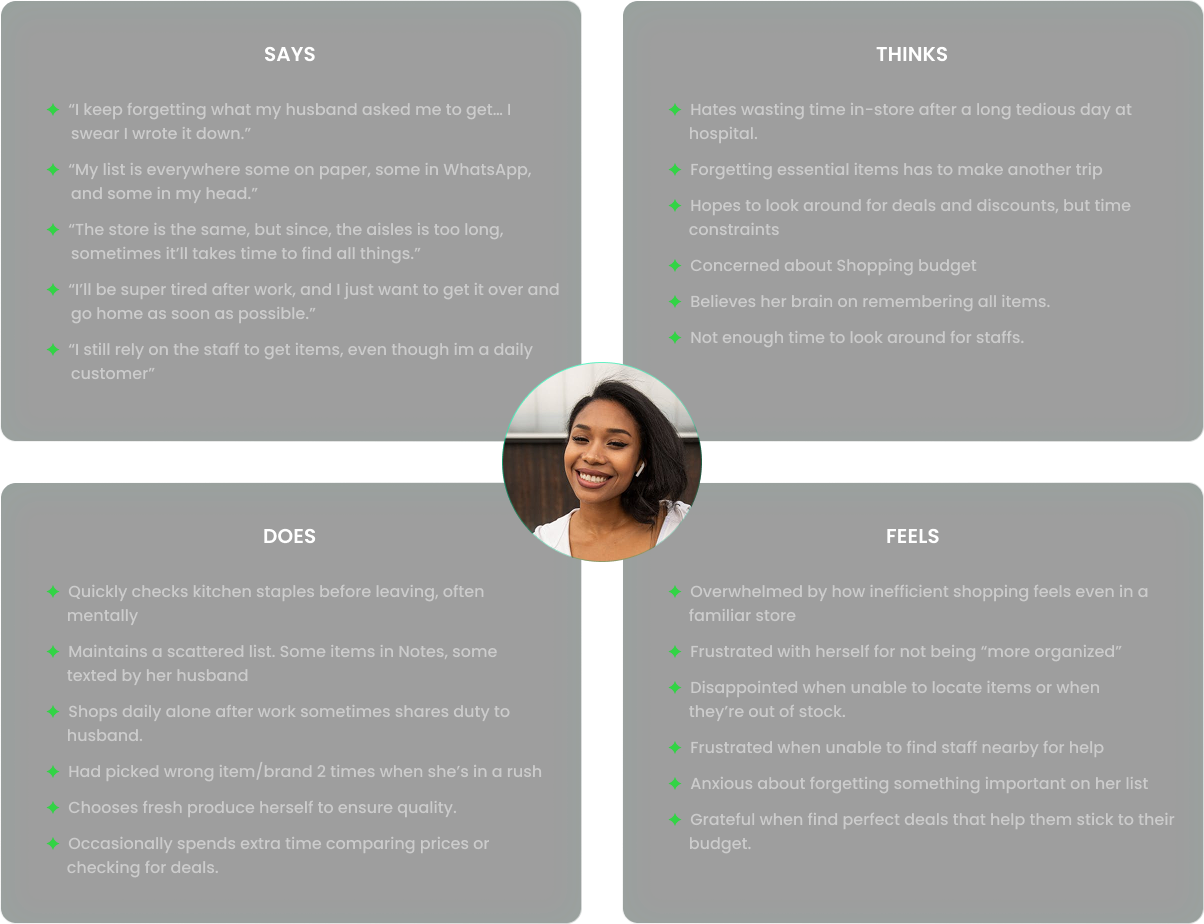 SAYS
“I keep forgetting what my husband asked me to get... I
swear I wrote it down.”
“My list is everywhere some on paper, some in WhatsApp,
and some in my head.”
“The store is the same, but since, the aisles is too long,
sometimes it’ll takes time to find all things.”
“I’ll be super tired after work, and I just want to get it over and
go home as soon as possible.”
“I still rely on the staff to get items, even though im a daily
customer”
THINKS
Hates wasting time in-store after a long tedious day at
hospital.
Forgetting essential items has to make another trip
Hopes to look around for deals and discounts, but time
constraints
Concerned about Shopping budget
Believes her brain on remembering all items.
Not enough time to look around for staffs.
DOES
Quickly checks kitchen staples before leaving, often
mentally
Maintains a scattered list. Some items in Notes, some
texted by her husband
Shops daily alone after work sometimes shares duty to
husband.
Had picked wrong item/brand 2 times when she’s in a rush
Chooses fresh produce herself to ensure quality.
Occasionally spends extra time comparing prices or
checking for deals.
FEELS
Overwhelmed by how inefficient shopping feels even in a
familiar store
Frustrated with herself for not being “more organized”
Disappointed when unable to locate items or when
they’re out of stock.
Frustrated when unable to find staff nearby for help
Anxious about forgetting something important on her list
Grateful when find perfect deals that help them stick to their
budget.